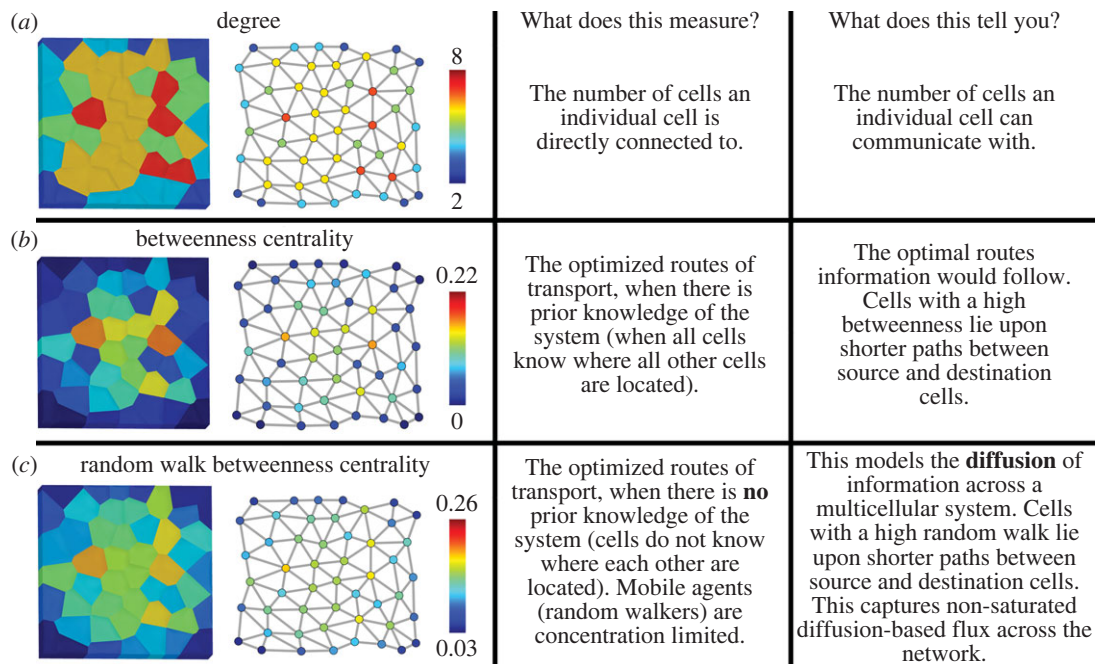 (a)
degree
8
2
What does this measure?
The number of cells an
individual cell is
directly connected to.
What does this tell you?
The number of cells an
individual cell can
communicate with.
(b)
betweenness centrality
0.22
0
The optimized routes of
transport, when there is
prior knowledge of the
system (when all cells
know where all other cells
are located).
The optimal routes
information would follow.
Cells with a high
betweenness lie upon
shorter paths between
source and destination
cells.
(c)
random walk betweenness centrality
0.26
0.03
The optimized routes of
transport, when there is no
prior knowledge of the
system (cells do not know
where each other are
located). Mobile agents
(random walkers) are
concentration limited.
This models the diffusion of
information across a
multicellular system. Cells
with a high random walk lie
upon shorter paths between
source and destination cells.
This captures non-saturated
diffusion-based flux across the
network.